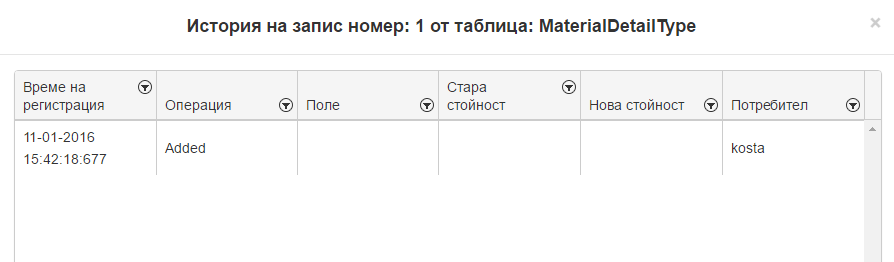 История на запис номер: 1 от таблица: MaterialDetailType
×
Време на
регистрация
Операция
Поле
Стара
стойност
Нова стойност
Потребител
11-01-2016
15:42:18:677
Added
kosta